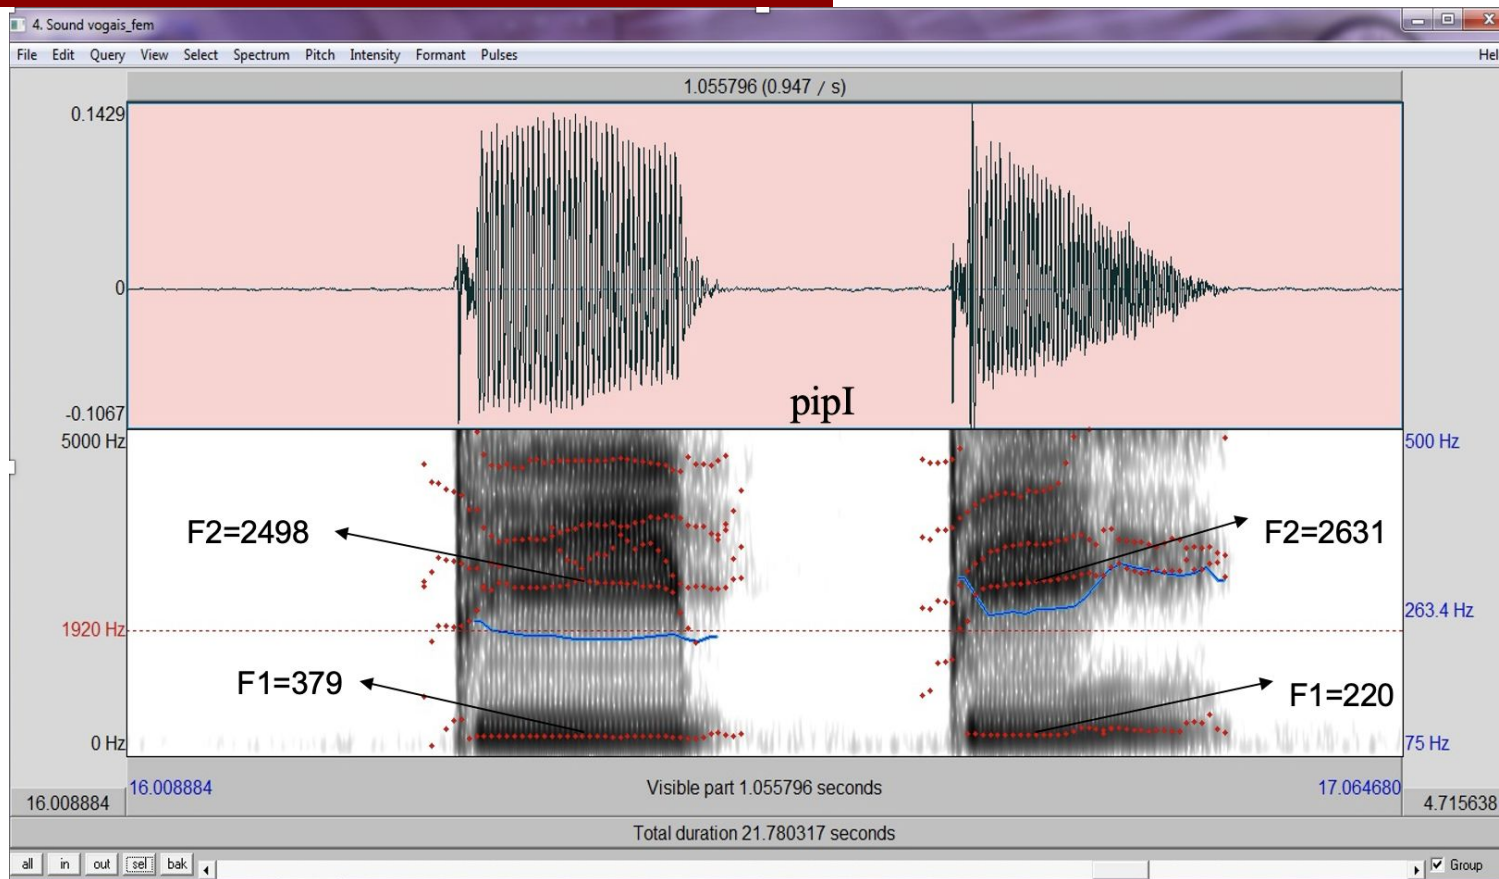 4. Sound vogais_fem
File Edit Query View Select Spectrum Pitch Intensity Formant Pulses Hel
1.055796 (0.947 / s)
0.1429
0
-0.1067
pipI
5000 Hz
500 Hz
F2=2498
F2=2631
263.4 Hz
1920 Hz
F1=379
F1=220
0 Hz
75 Hz
16.008884
Visible part 1.055796 seconds
17.064680
16.008884
4.715638
Total duration 21.780317 seconds
all in out sel bak
Group